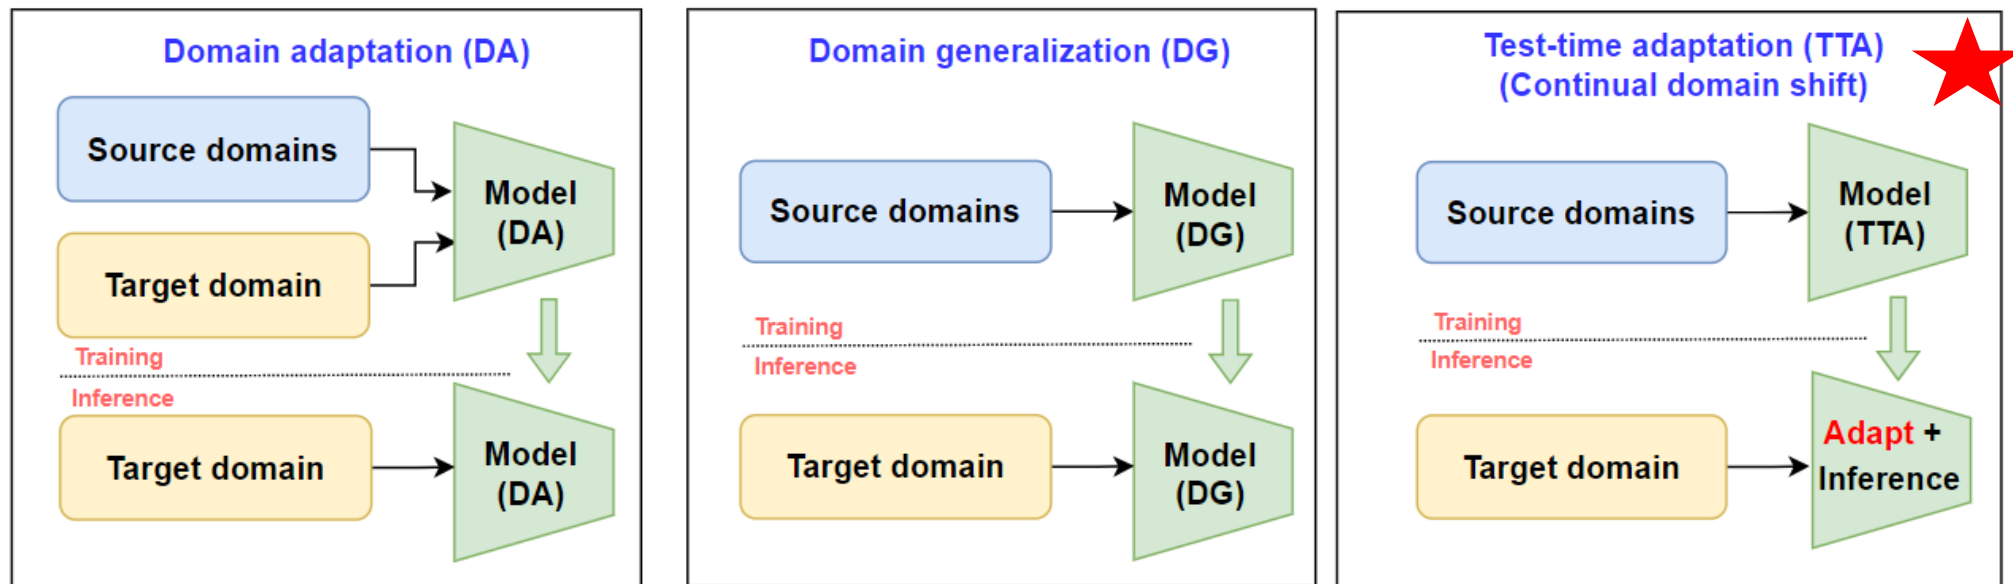 Domain adaptation (DA)
Source domains
Model
(DA)
Target domain
Training
Inference
Target domain
Model
(DA)
Domain generalization (DG)
Source domains
Model
(DG)
Training
Inference
Target domain
Model
(DG)
Test-time adaptation (TTA)
(Continual domain shift)
Source domains
Model
(TTA)
Training
Inference
Target domain
Adapt +
Inference